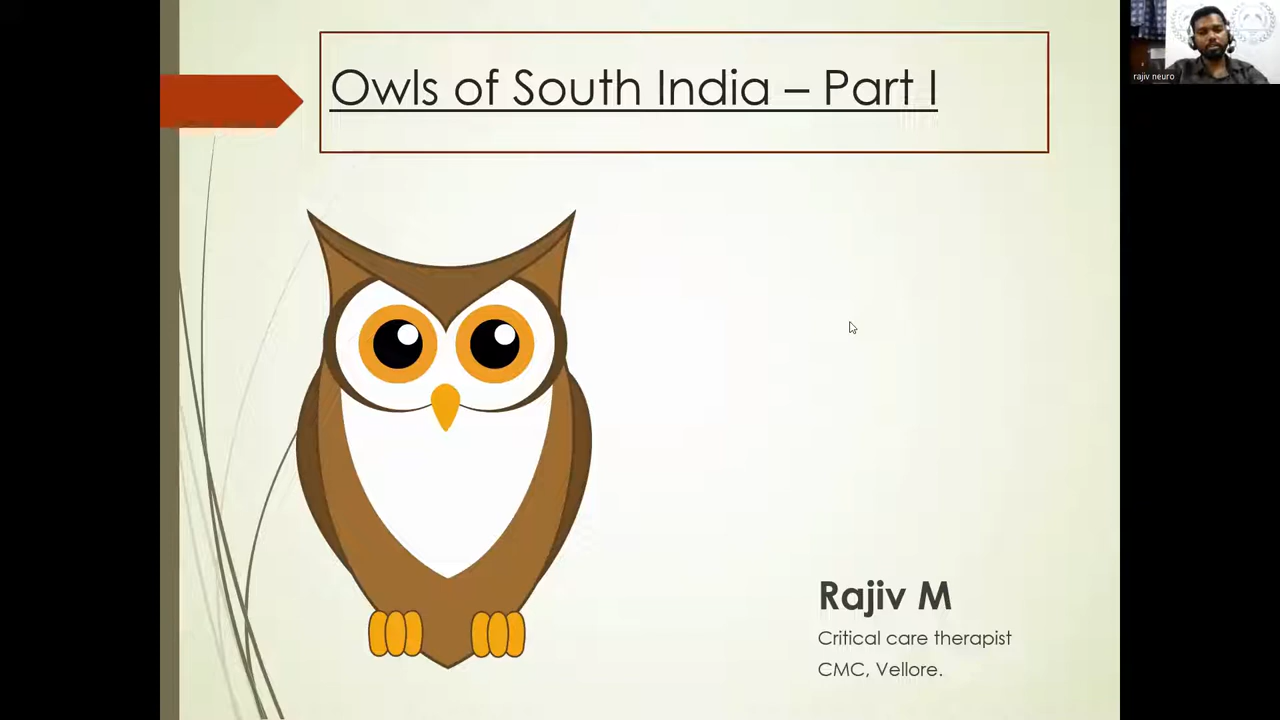 Owls of South India – Part I
rajiv neuro
Rajiv M
Critical care therapist
CMC, Vellore.